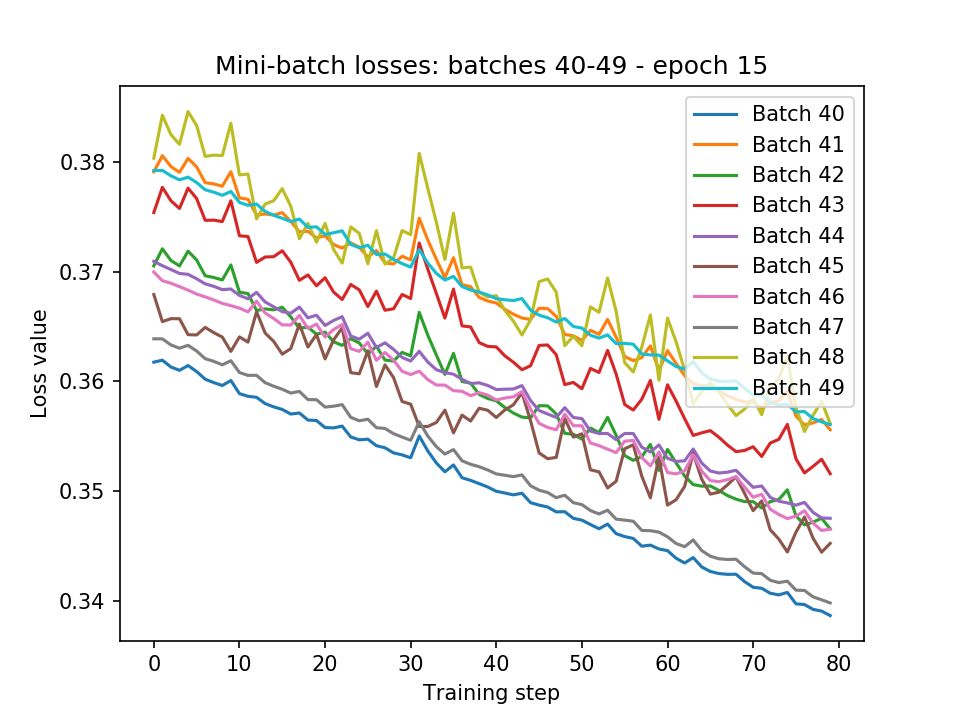 Mini-batch losses: batches 40-49 - epoch 15
Loss value
0.38
0.37
0.36
0.35
0.34
Batch 40
Batch 41
Batch 42
Batch 43
Batch 44
Batch 45
Batch 46
Batch 47
Batch 48
Batch 49
0 10 20 30 40 50 60 70 80
Training step